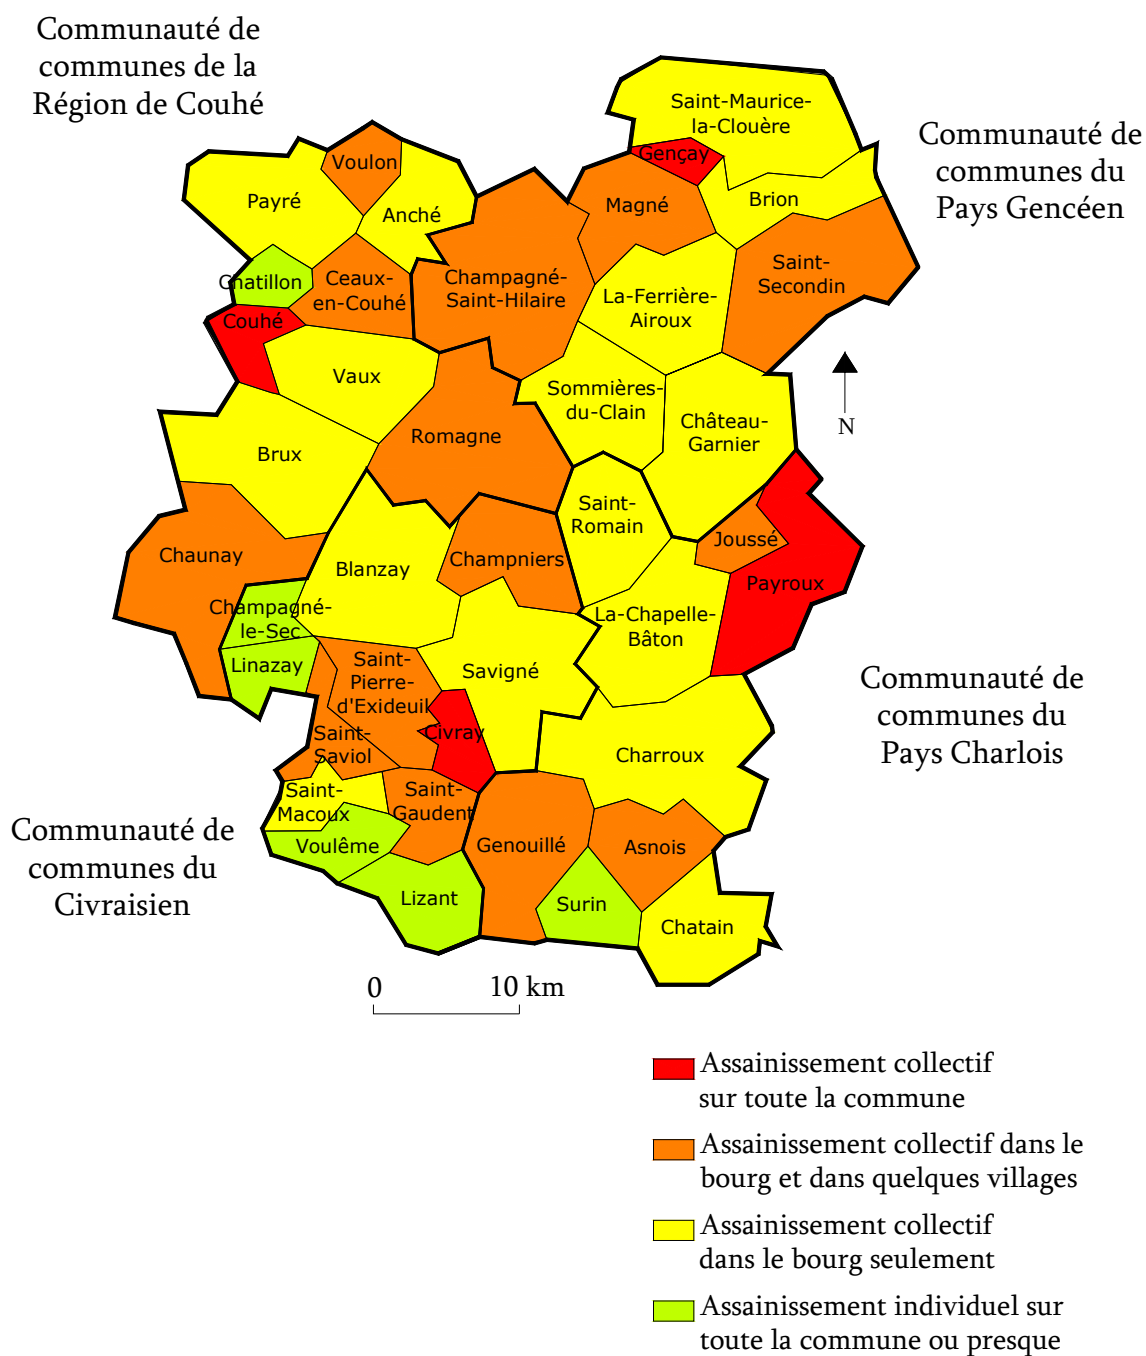 Communauté de
communes de la
Région de Couhé
Communauté de
communes du
Pays Gencéen
Saint-Maurice-
la-Clouère
Gençay
Voulon
Payré
Anché
Magné
Brion
Chatillon
Ceaux-
en-Couhé
Champagné-
Saint-Hilaire
La-Ferrière-
Airoux
Saint-
Secondin
Couhé
Vaux
Sommières-
du-Clain
Château-
Garnier
N
Brux
Romagne
Saint-
Romain
Joussé
Payroux
Chaunay
Blanzay
Champniers
Champagné-
le-Sec
La-Chapelle-
Bâton
Linazay
Saint-
Pierre-
d'Exideuil
Savigné
Communauté de
communes du
Pays Charlois
Saint-
Saviol
Civray
Charroux
Saint-
Macoux
Saint-
Gaudent
Communauté de
communes du
Civraisien
Voulême
Genouillé
Asnois
Lizant
Surin
Chatain
0 10 km
Assainissement collectif
sur toute la commune
Assainissement collectif dans le
bourg et dans quelques villages
Assainissement collectif
dans le bourg seulement
Assainissement individuel sur
toute la commune ou presque